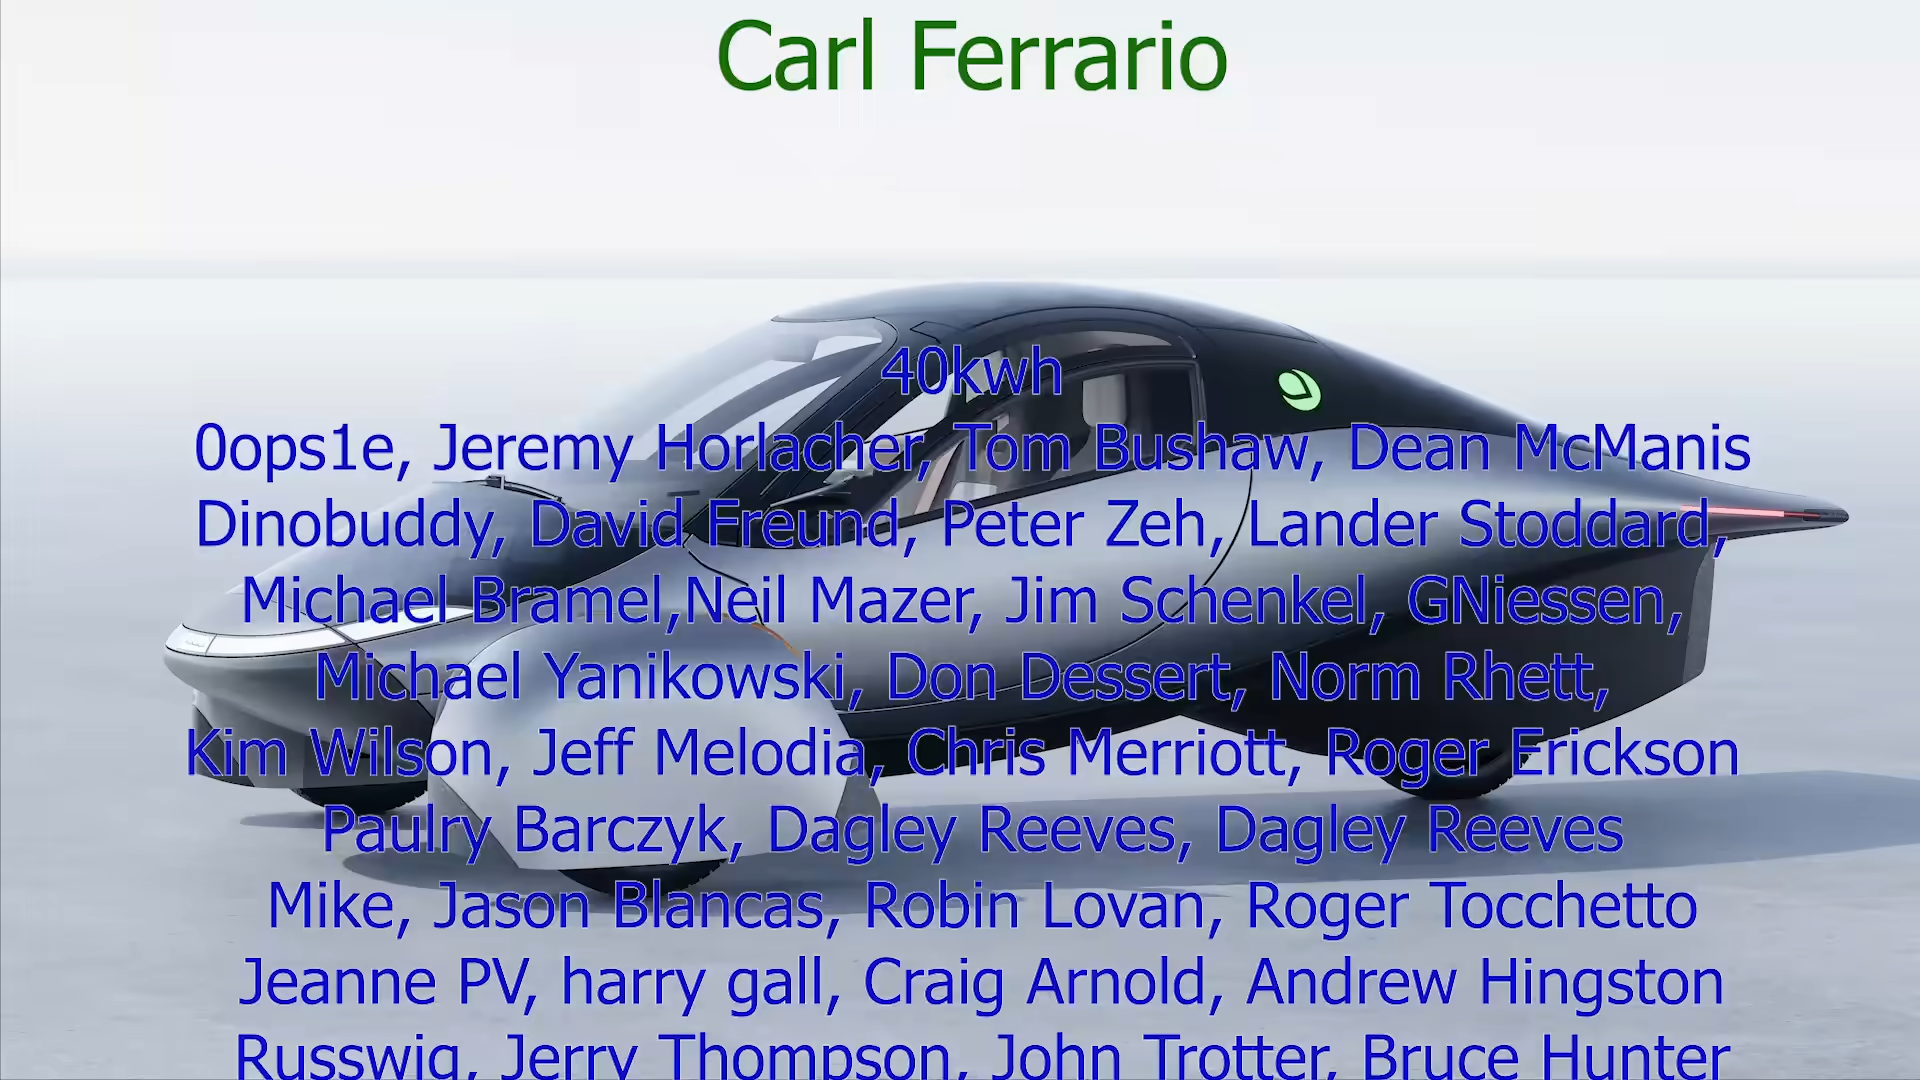 Carl Ferrario
40kwh
0ops1e, Jeremy Horlacher, Tom Bushaw, Dean McManis
Dinobuddy, David Freund, Peter Zeh, Lander Stoddard,
Michael Bramel,Neil Mazer, Jim Schenkel, GNiessen,
Michael Yanikowski, Don Dessert, Norm Rhett,
Kim Wilson, Jeff Melodia, Chris Merriott, Roger Erickson
Paulry Barczyk, Dagley Reeves, Dagley Reeves
Mike, Jason Blancas, Robin Lovan, Roger Tocchetto
Jeanne PV, harry gall, Craig Arnold, Andrew Hingston
Russwig, Jerry Thompson, John Trotter, Bruce Hunter